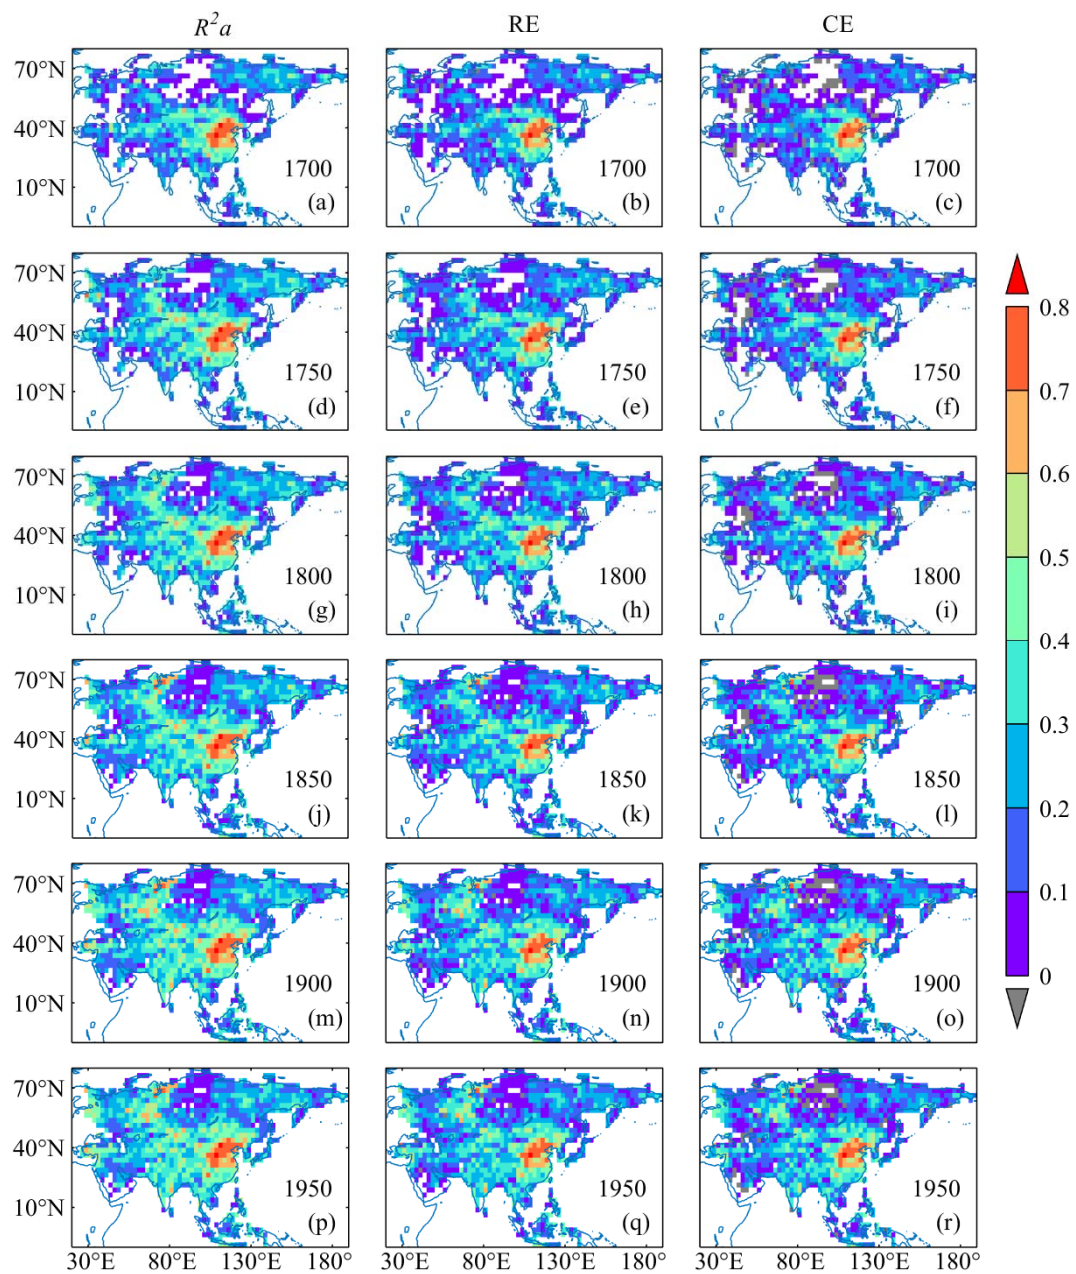 R²a RE CE
70°N
40°N
10°N
1700 1700 1700
(a) (b) (c)
70°N
40°N
10°N
1750 1750 1750
(d) (e) (f)
70°N
40°N
10°N
1800 1800 1800
(g) (h) (i)
70°N
40°N
10°N
1850 1850 1850
(j) (k) (l)
70°N
40°N
10°N
1900 1900 1900
(m) (n) (o)
70°N
40°N
10°N
1950 1950 1950
(p) (q) (r)
30°E 80°E 130°E 180° 30°E 80°E 130°E 180° 30°E 80°E 130°E 180°
0.8
0.7
0.6
0.5
0.4
0.3
0.2
0.1
0